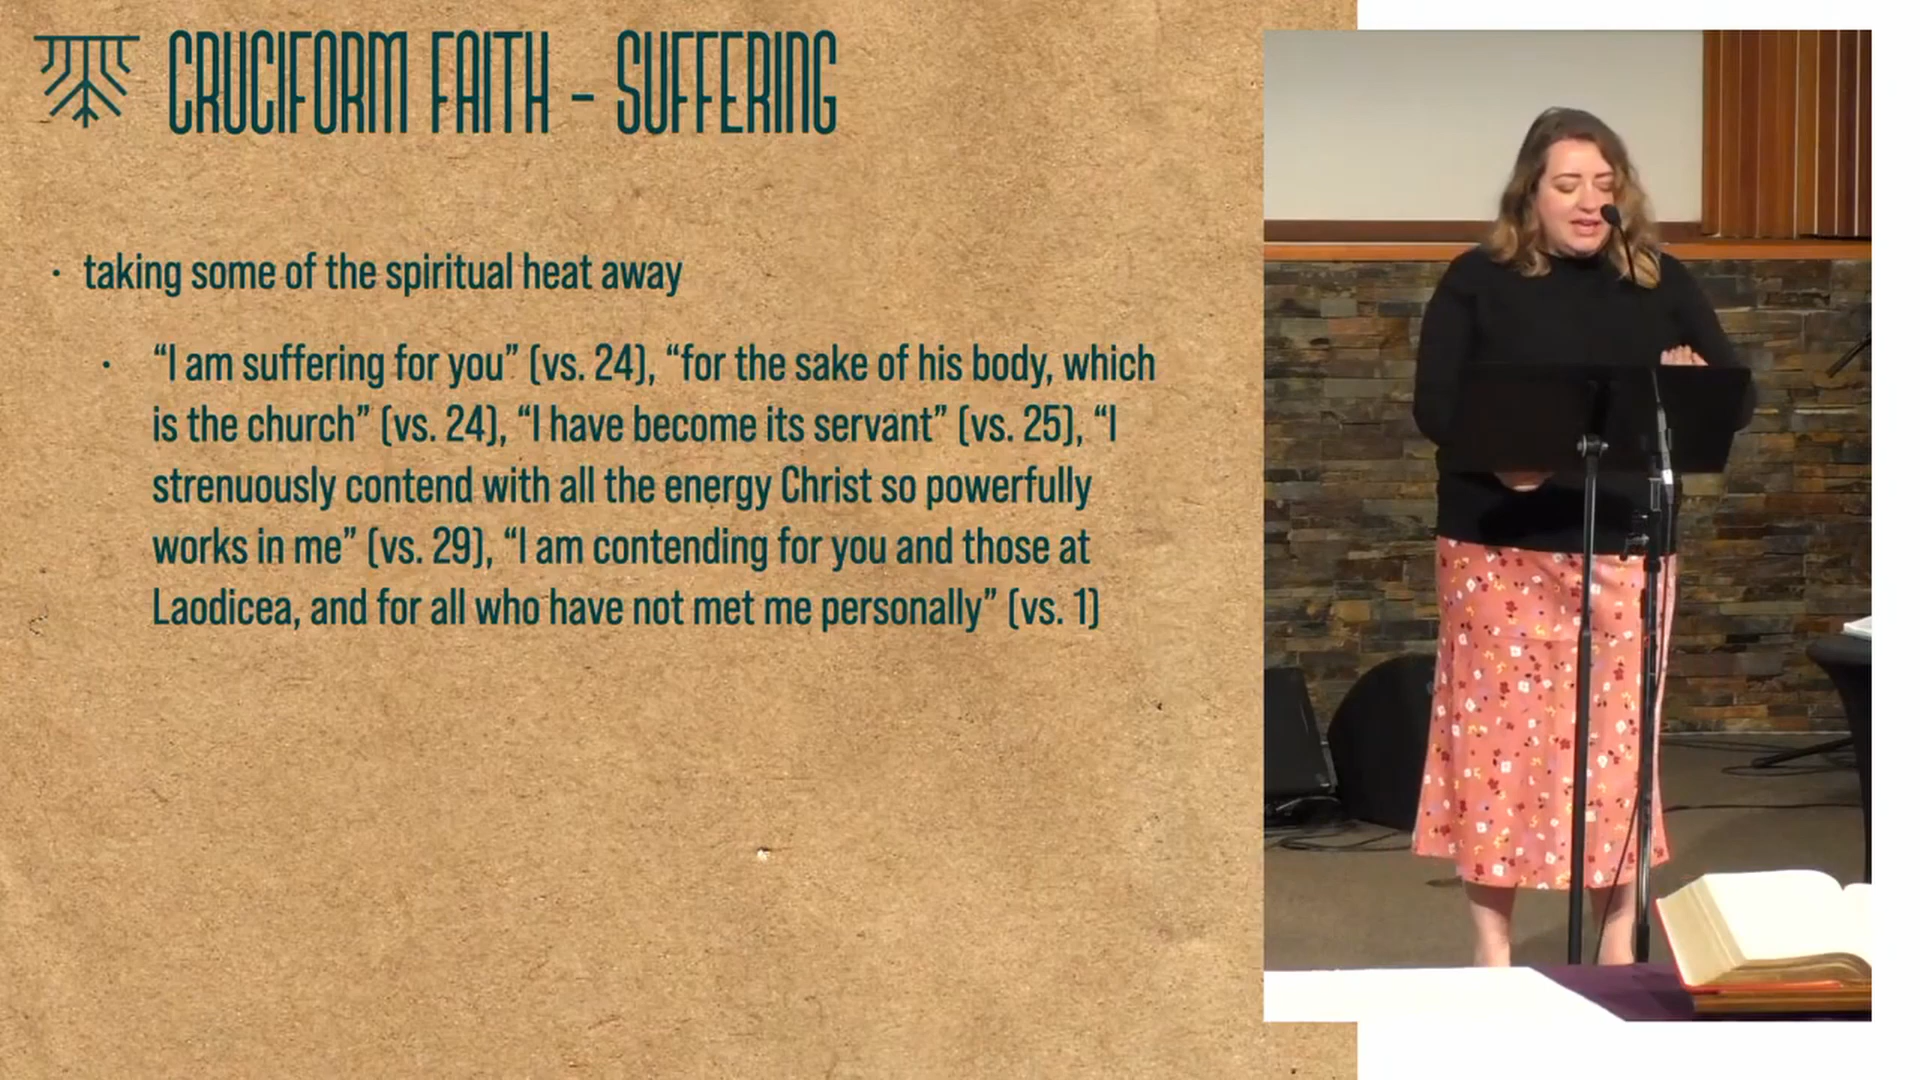 CRUCIFORM FAITH - SUFFERING
· taking some of the spiritual heat away
· “I am suffering for you” (vs. 24), “for the sake of his body, which
is the church” (vs. 24), “I have become its servant” (vs. 25), “I
strenuously contend with all the energy Christ so powerfully
works in me” (vs. 29), “I am contending for you and those at
Laodicea, and for all who have not met me personally” (vs. 1)